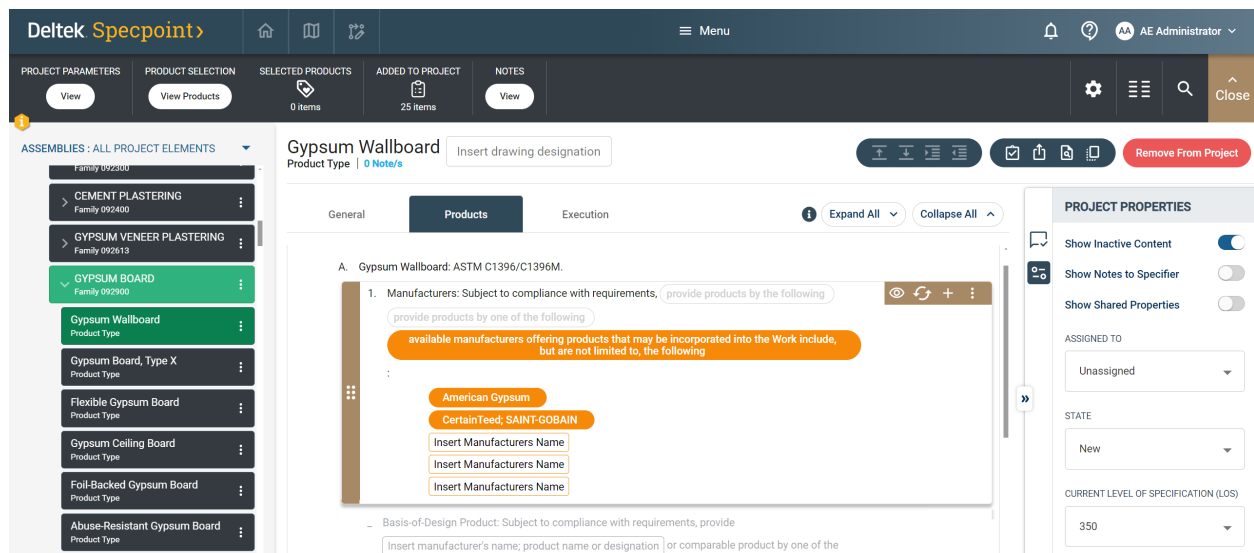 Deltek. Specpoint
Menu
AA AE Administrator
PROJECT PARAMETERS
View
PRODUCT SELECTION
View Products
SELECTED PRODUCTS
0 items
ADDED TO PROJECT
25 items
NOTES
View
Close
ASSEMBLIES : ALL PROJECT ELEMENTS
Family 092300
CEMENT PLASTERING
Family 092400
GYPSUM VENEER PLASTERING
Family 092613
GYPSUM BOARD
Family 092900
Gypsum Wallboard
Product Type
Gypsum Board, Type X
Product Type
Flexible Gypsum Board
Product Type
Gypsum Ceiling Board
Product Type
Foil-Backed Gypsum Board
Product Type
Abuse-Resistant Gypsum Board
Product Type
Gypsum Wallboard
Insert drawing designation
Product Type | 0 Note/s
Remove From Project
General
Products
Execution
Expand All
Collapse All
A. Gypsum Wallboard: ASTM C1396/C1396M.
1. Manufacturers: Subject to compliance with requirements, provide products by the following
provide products by one of the following
available manufacturers offering products that may be incorporated into the Work include,
but are not limited to, the following
:
American Gypsum
CertainTeed; SAINT-GOBAIN
Insert Manufacturers Name
Insert Manufacturers Name
Insert Manufacturers Name
_ Basis-of-Design Product: Subject to compliance with requirements, provide
Insert manufacturer's name; product name or designation or comparable product by one of the
PROJECT PROPERTIES
Show Inactive Content
Show Notes to Specifier
Show Shared Properties
ASSIGNED TO
Unassigned
STATE
New
CURRENT LEVEL OF SPECIFICATION (LOS)
350